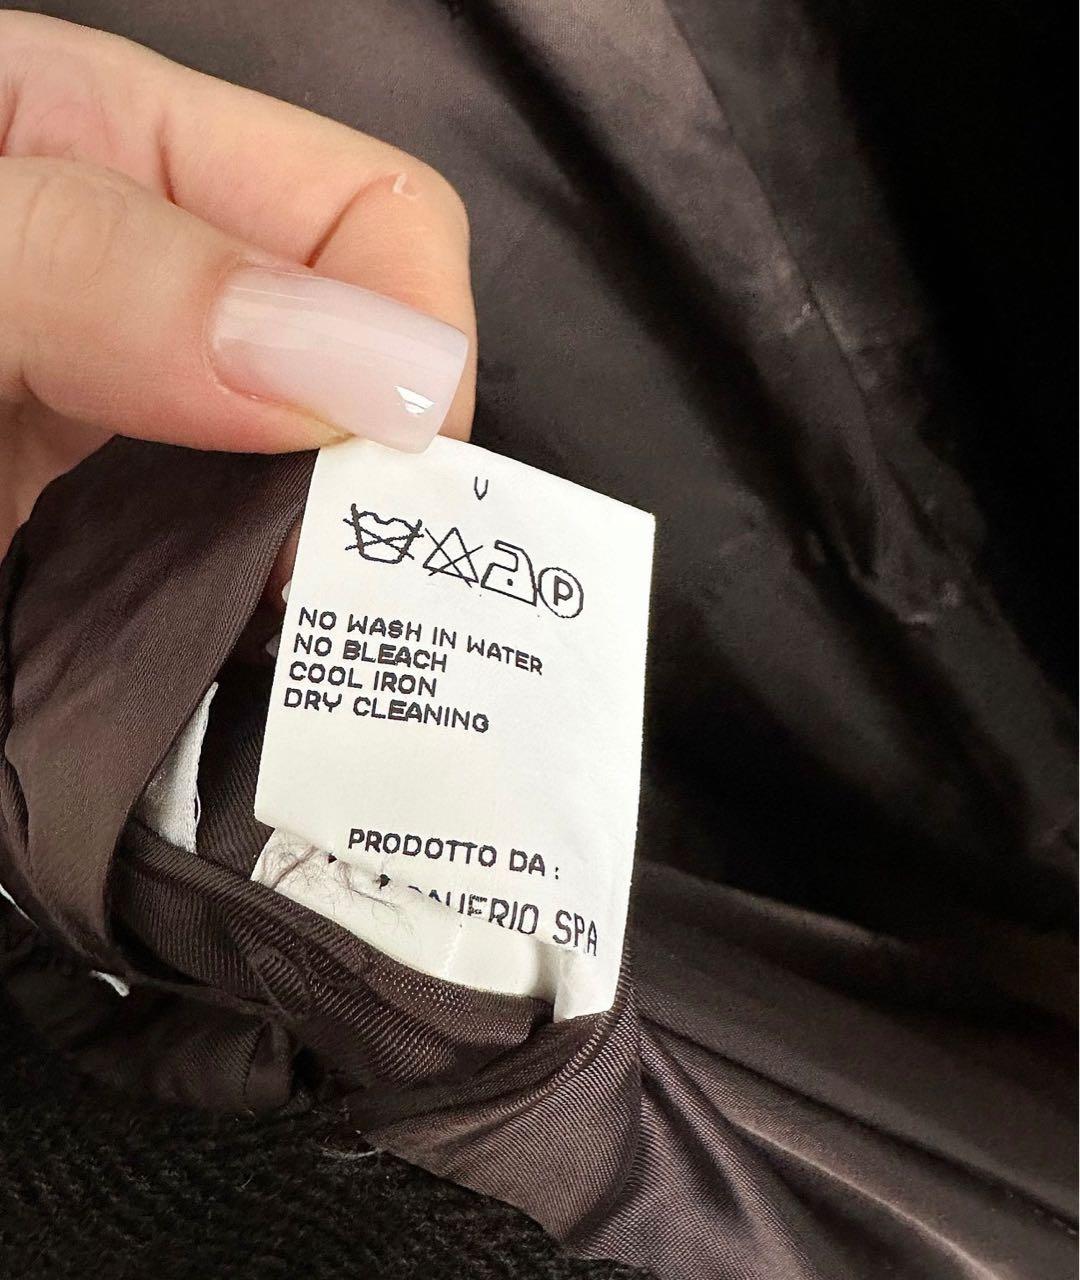 V
P
NO WASH IN WATER
NO BLEACH
COOL IRON
DRY CLEANING
PRODOTTO DA :
SPA